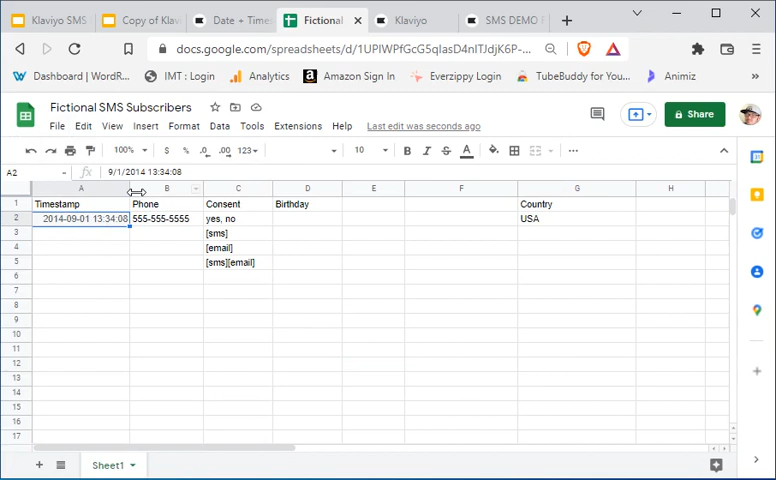 Klaviyo SMS
Copy of Klavi
Date + Time
Fictional
Klaviyo
SMS DEMO
docs.google.com/spreadsheets/d/1UPIWPfGcG5qIasD4nITJdjK6P-...
Dashboard | WordR...
IMT : Login
Analytics
Amazon Sign In
Everzippy Login
TubeBuddy for You...
Animiz
Fictional SMS Subscribers
Share
File Edit View Insert Format Data Tools Extensions Help Last edit was seconds ago
100% $ % .0 .00 123 10 B I S A ...
A2 fx 9/1/2014 13:34:08
A B C D E F G H
1 Timestamp Phone Consent Birthday Country
2 2014-09-01 13:34:08 555-555-5555 yes, no USA
3 [sms]
4 [email]
5 [sms][email]
6
7
8
9
10
11
12
13
14
15
16
17
Sheet1